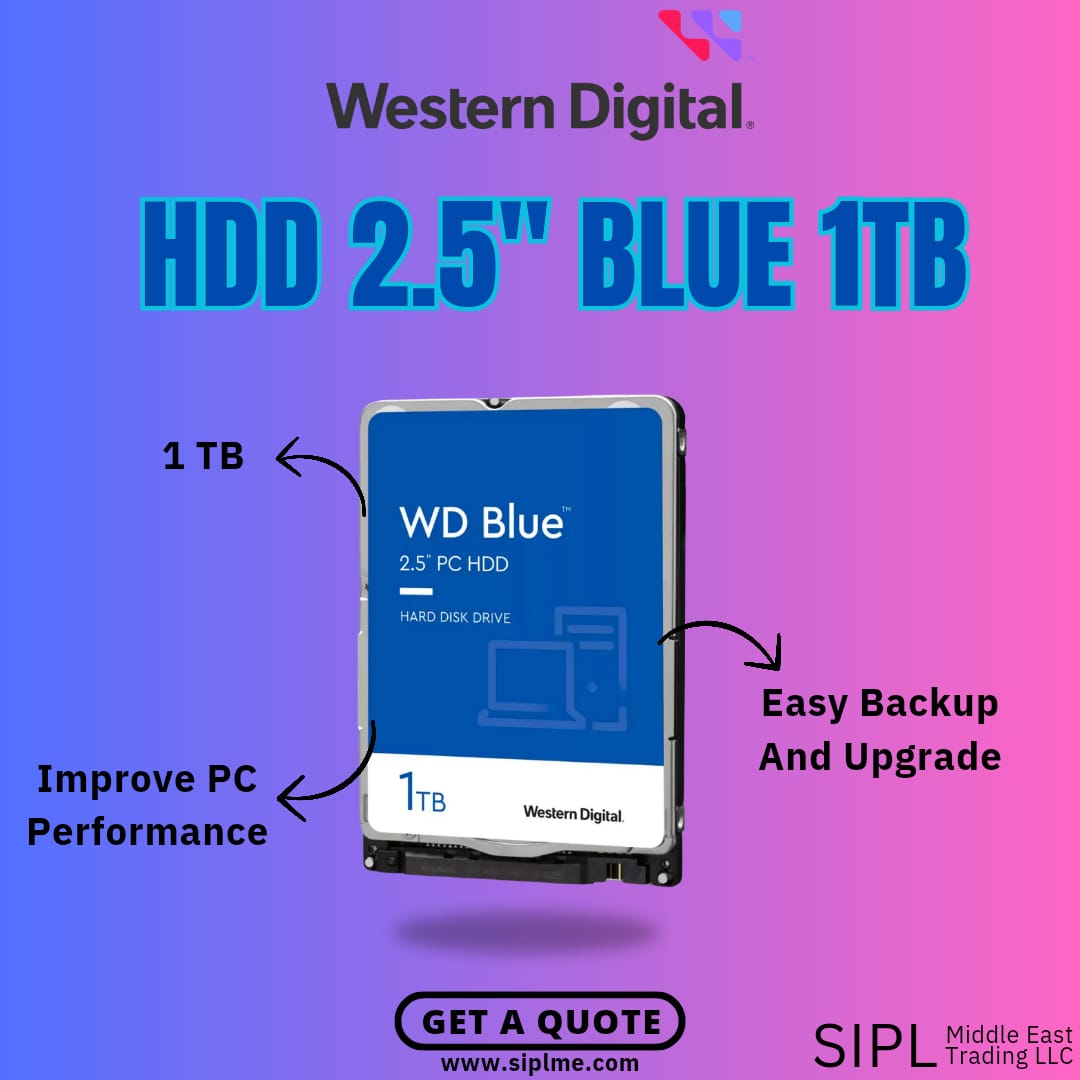 Western Digital®
HDD 2.5" BLUE 1TB
1 TB
WD Blue™
2.5" PC HDD
HARD DISK DRIVE
Easy Backup
And Upgrade
Improve PC
Performance
1TB
Western Digital.
GET A QUOTE
www.siplme.com
SIPL Middle East
Trading LLC